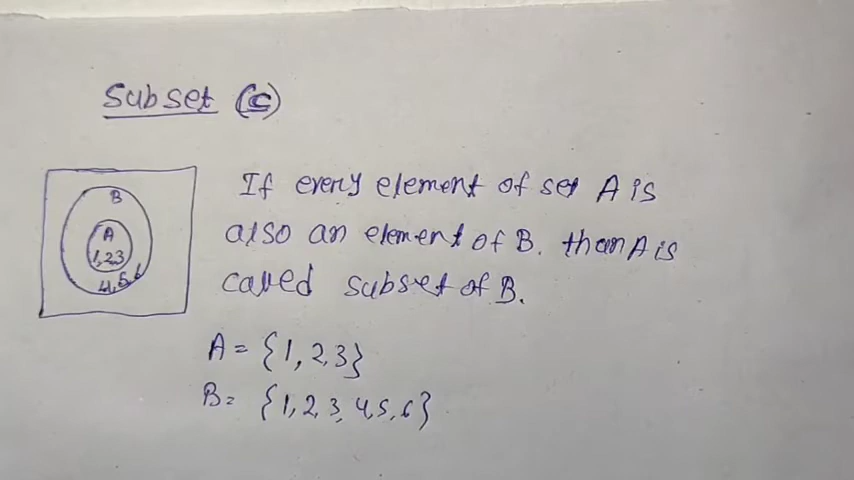 Subset (⊆)
B
A
1,2,3
4,5,6
If every element of set A is
also an element of B. than A is
called subset of B.
A = {1, 2, 3}
B = {1, 2, 3, 4, 5, 6}